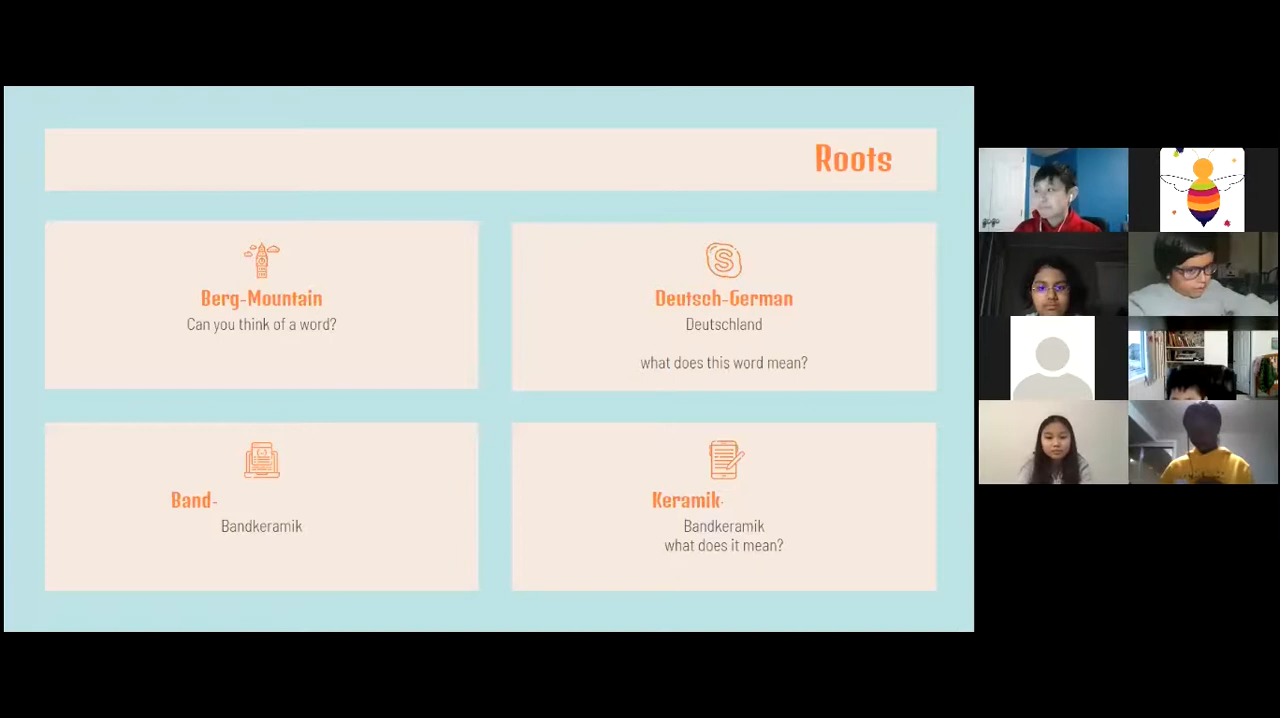 Roots
Berg-Mountain
Can you think of a word?
Deutsch-German
Deutschland
what does this word mean?
Band-
Bandkeramik
Keramik-
Bandkeramik
what does it mean?